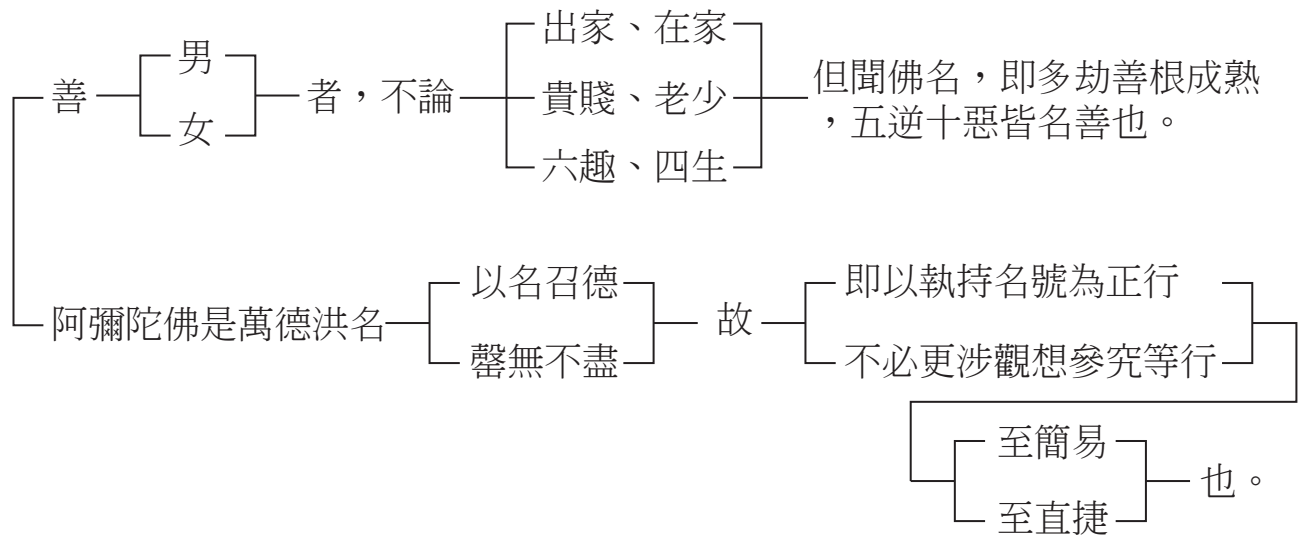 善
男
女
者，不論
出家、在家
貴賤、老少
六趣、四生
但聞佛名，即多劫善根成熟
，五逆十惡皆名善也。
阿彌陀佛是萬德洪名
以名召德
罄無不盡
故
即以執持名號為正行
不必更涉觀想參究等行
至簡易
至直捷
也。